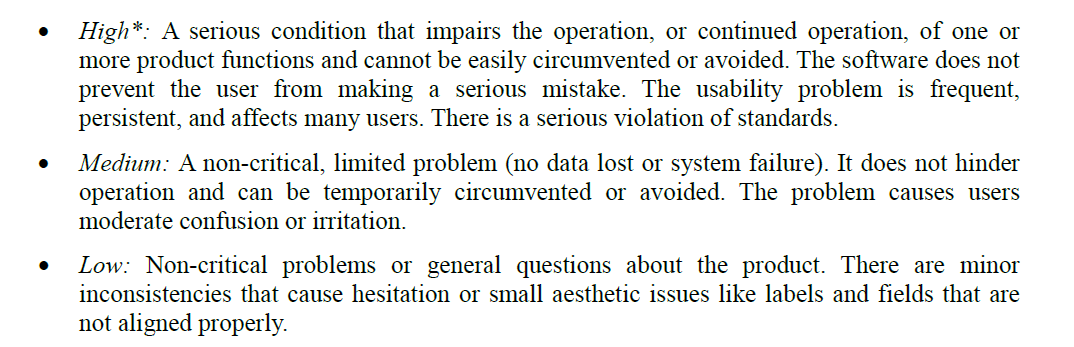 • High*: A serious condition that impairs the operation, or continued operation, of one or
more product functions and cannot be easily circumvented or avoided. The software does not
prevent the user from making a serious mistake. The usability problem is frequent,
persistent, and affects many users. There is a serious violation of standards.
• Medium: A non-critical, limited problem (no data lost or system failure). It does not hinder
operation and can be temporarily circumvented or avoided. The problem causes users
moderate confusion or irritation.
• Low: Non-critical problems or general questions about the product. There are minor
inconsistencies that cause hesitation or small aesthetic issues like labels and fields that are
not aligned properly.